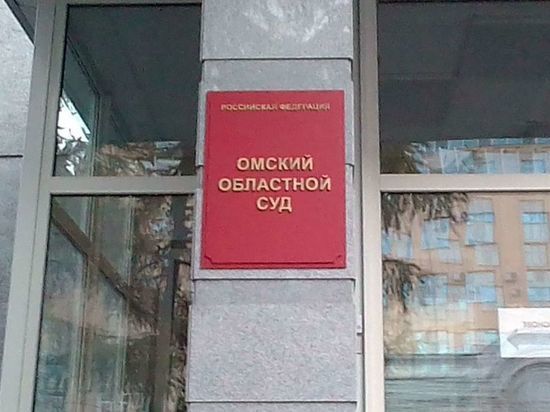 РОССИЙСКАЯ ФЕДЕРАЦИЯ
ОМСКИЙ
ОБЛАСТНОЙ
СУД